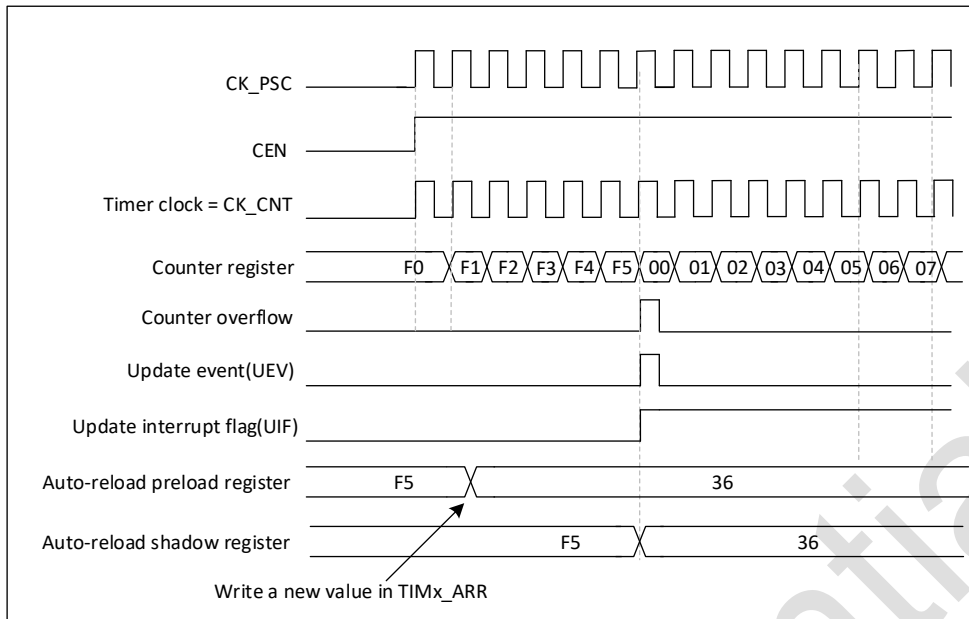 CK_PSC
CEN
Timer clock = CK_CNT
Counter register F0 F1 F2 F3 F4 F5 00 01 02 03 04 05 06 07
Counter overflow
Update event(UEV)
Update interrupt flag(UIF)
Auto-reload preload register F5 36
Auto-reload shadow register F5 36
Write a new value in TIMx_ARR